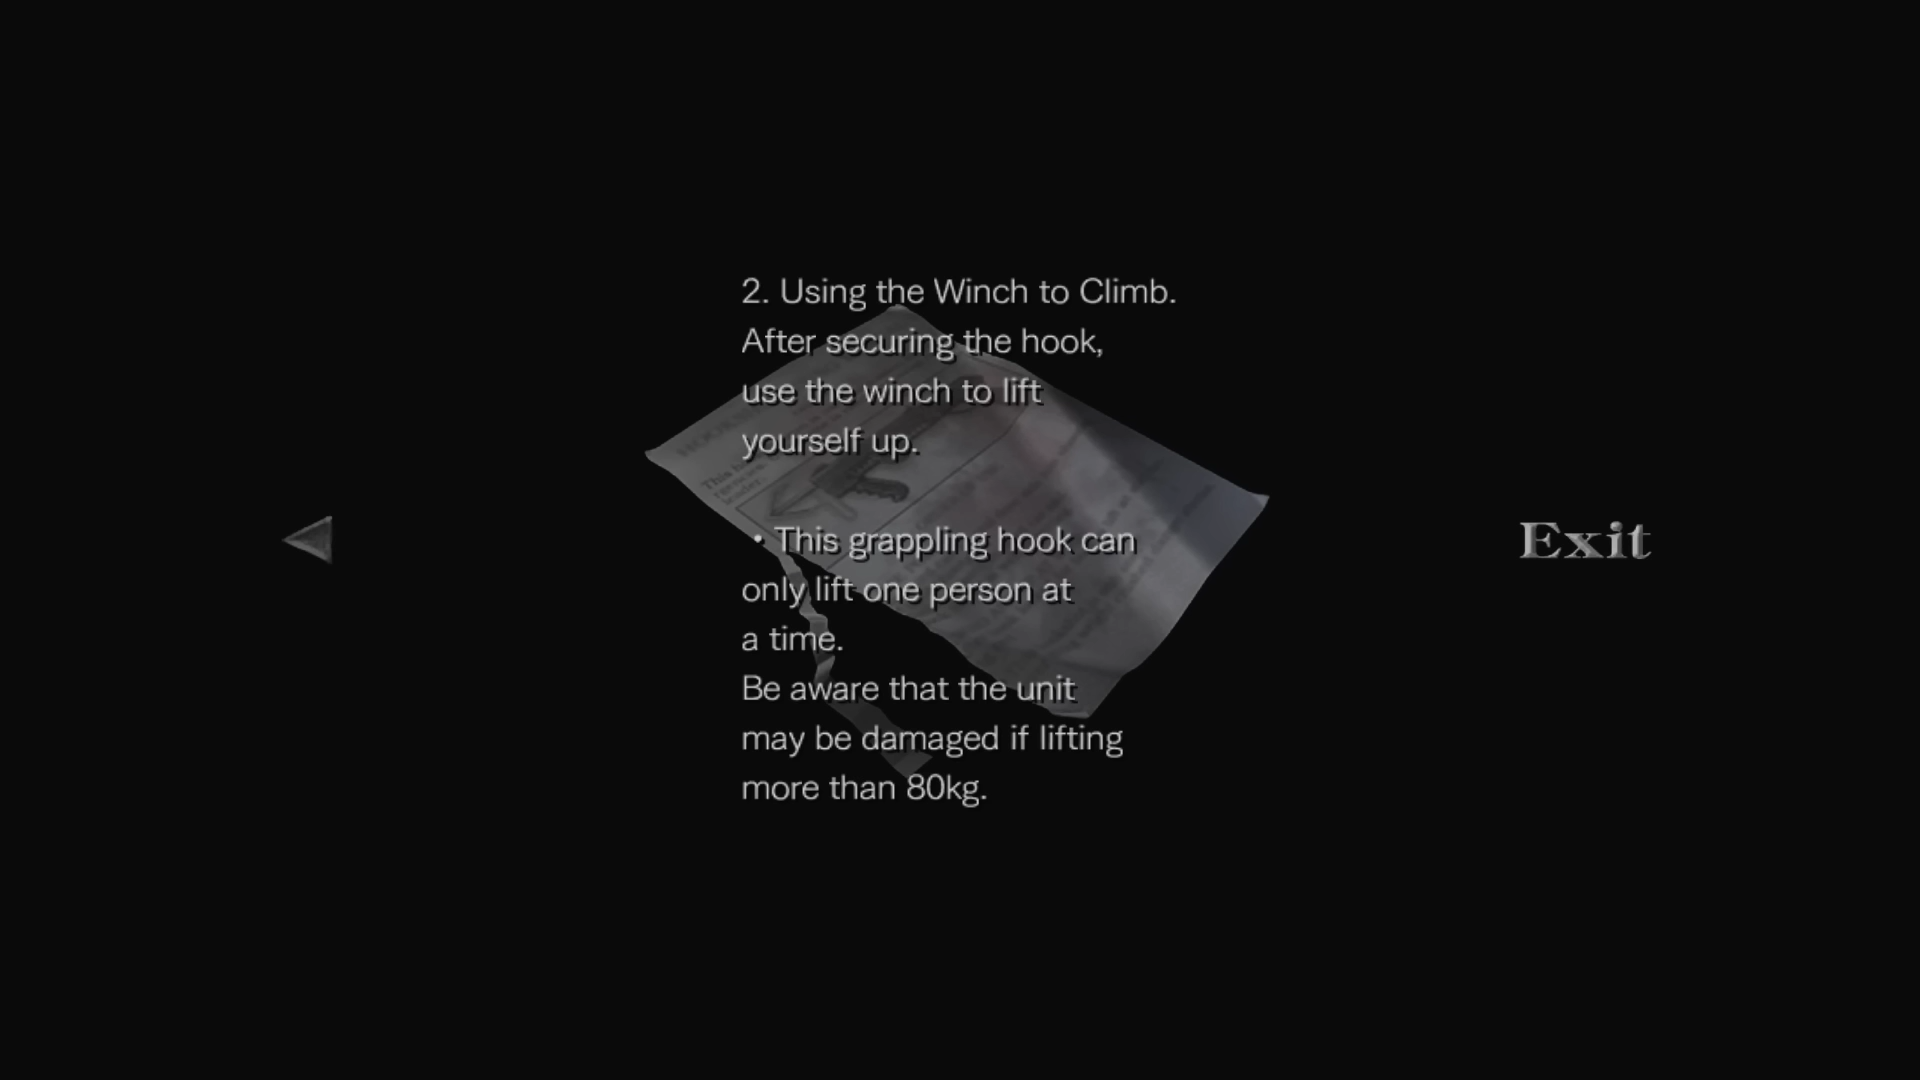 2. Using the Winch to Climb.
After securing the hook,
use the winch to lift
yourself up.
• This grappling hook can
only lift one person at
a time.
Be aware that the unit
may be damaged if lifting
more than 80kg.
Exit